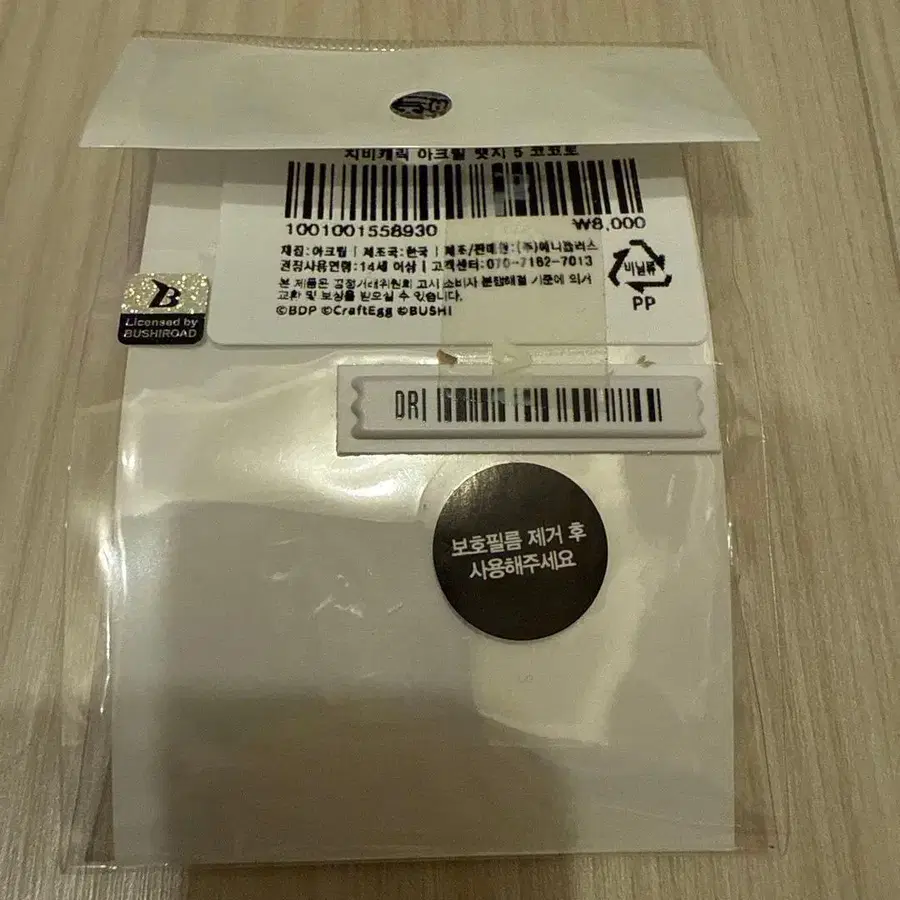 치비캐릭 아크릴 뱃지 5 코코로
1001001558930
₩8,000
재질:아크릴 | 제조국:한국 | 제조/판매원:(주)애니플러스
권장사용연령:14세 이상 | 고객센터:070-7162-7013
본 제품은 공정거래위원회 고시 소비자 분쟁해결 기준에 의거
교환 및 보상를 받으실 수 있습니다.
©BDP ©CraftEgg ©BUSHI
비닐류
PP
B
Licensed by
BUSHIROAD
DRI
보호필름 제거 후
사용해주세요